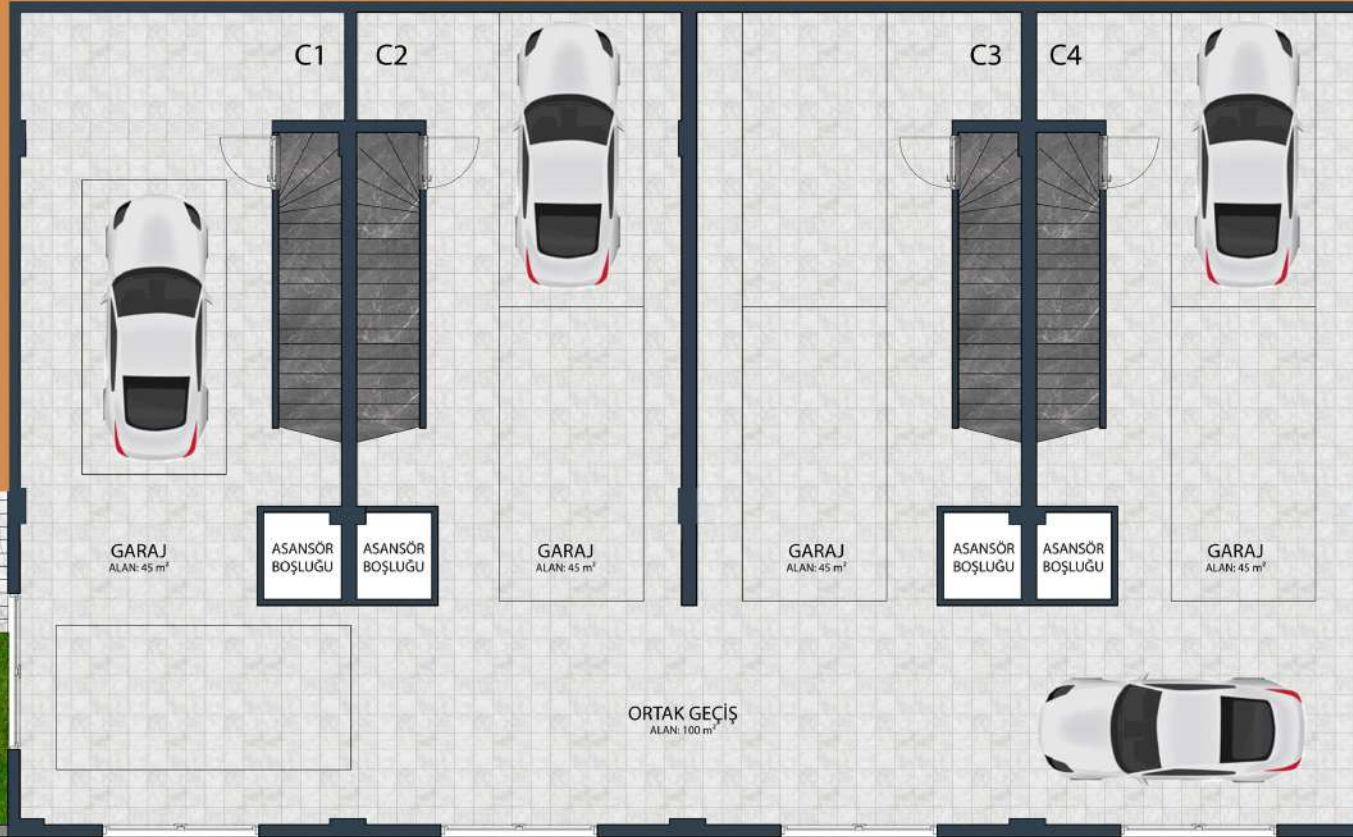 C1
C2
C3
C4
GARAJ
ALAN: 45 m²
ASANSÖR
BOŞLUĞU
ASANSÖR
BOŞLUĞU
GARAJ
ALAN: 45 m²
GARAJ
ALAN: 45 m²
ASANSÖR
BOŞLUĞU
ASANSÖR
BOŞLUĞU
GARAJ
ALAN: 45 m²
ORTAK GEÇİŞ
ALAN: 100 m²